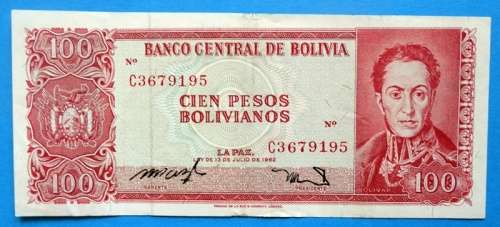 100
BANCO CENTRAL DE BOLIVIA
Nº
C3679195
CIEN PESOS
BOLIVIANOS
Nº
C3679195
LA PAZ,
LEY DE 13 DE JULIO DE 1962
GERENTE
PRESIDENTE
BOLIVAR
100
100